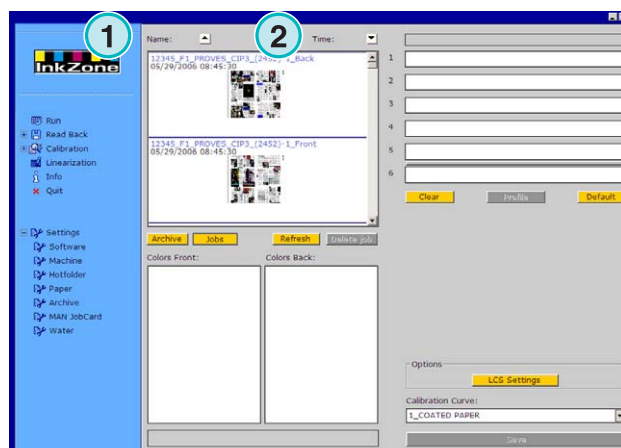 1
2
InkZone
Run
Read Back
Calibration
Linearization
Info
Quit
Settings
Software
Machine
Hotfolder
Paper
Archive
MAN JobCard
Water
Name: Time:
12345_F1_PROVES_CIP3_(2452)-1_Back
05/29/2006 08:45:30
12345_F1_PROVES_CIP3_(2452)-1_Front
05/29/2006 08:45:30
Archive Jobs Refresh Delete job
Colors Front: Colors Back:
1
2
3
4
5
6
Clear Profile Default
Options
LCS Settings
Calibration Curve:
1_COATED PAPER
Save